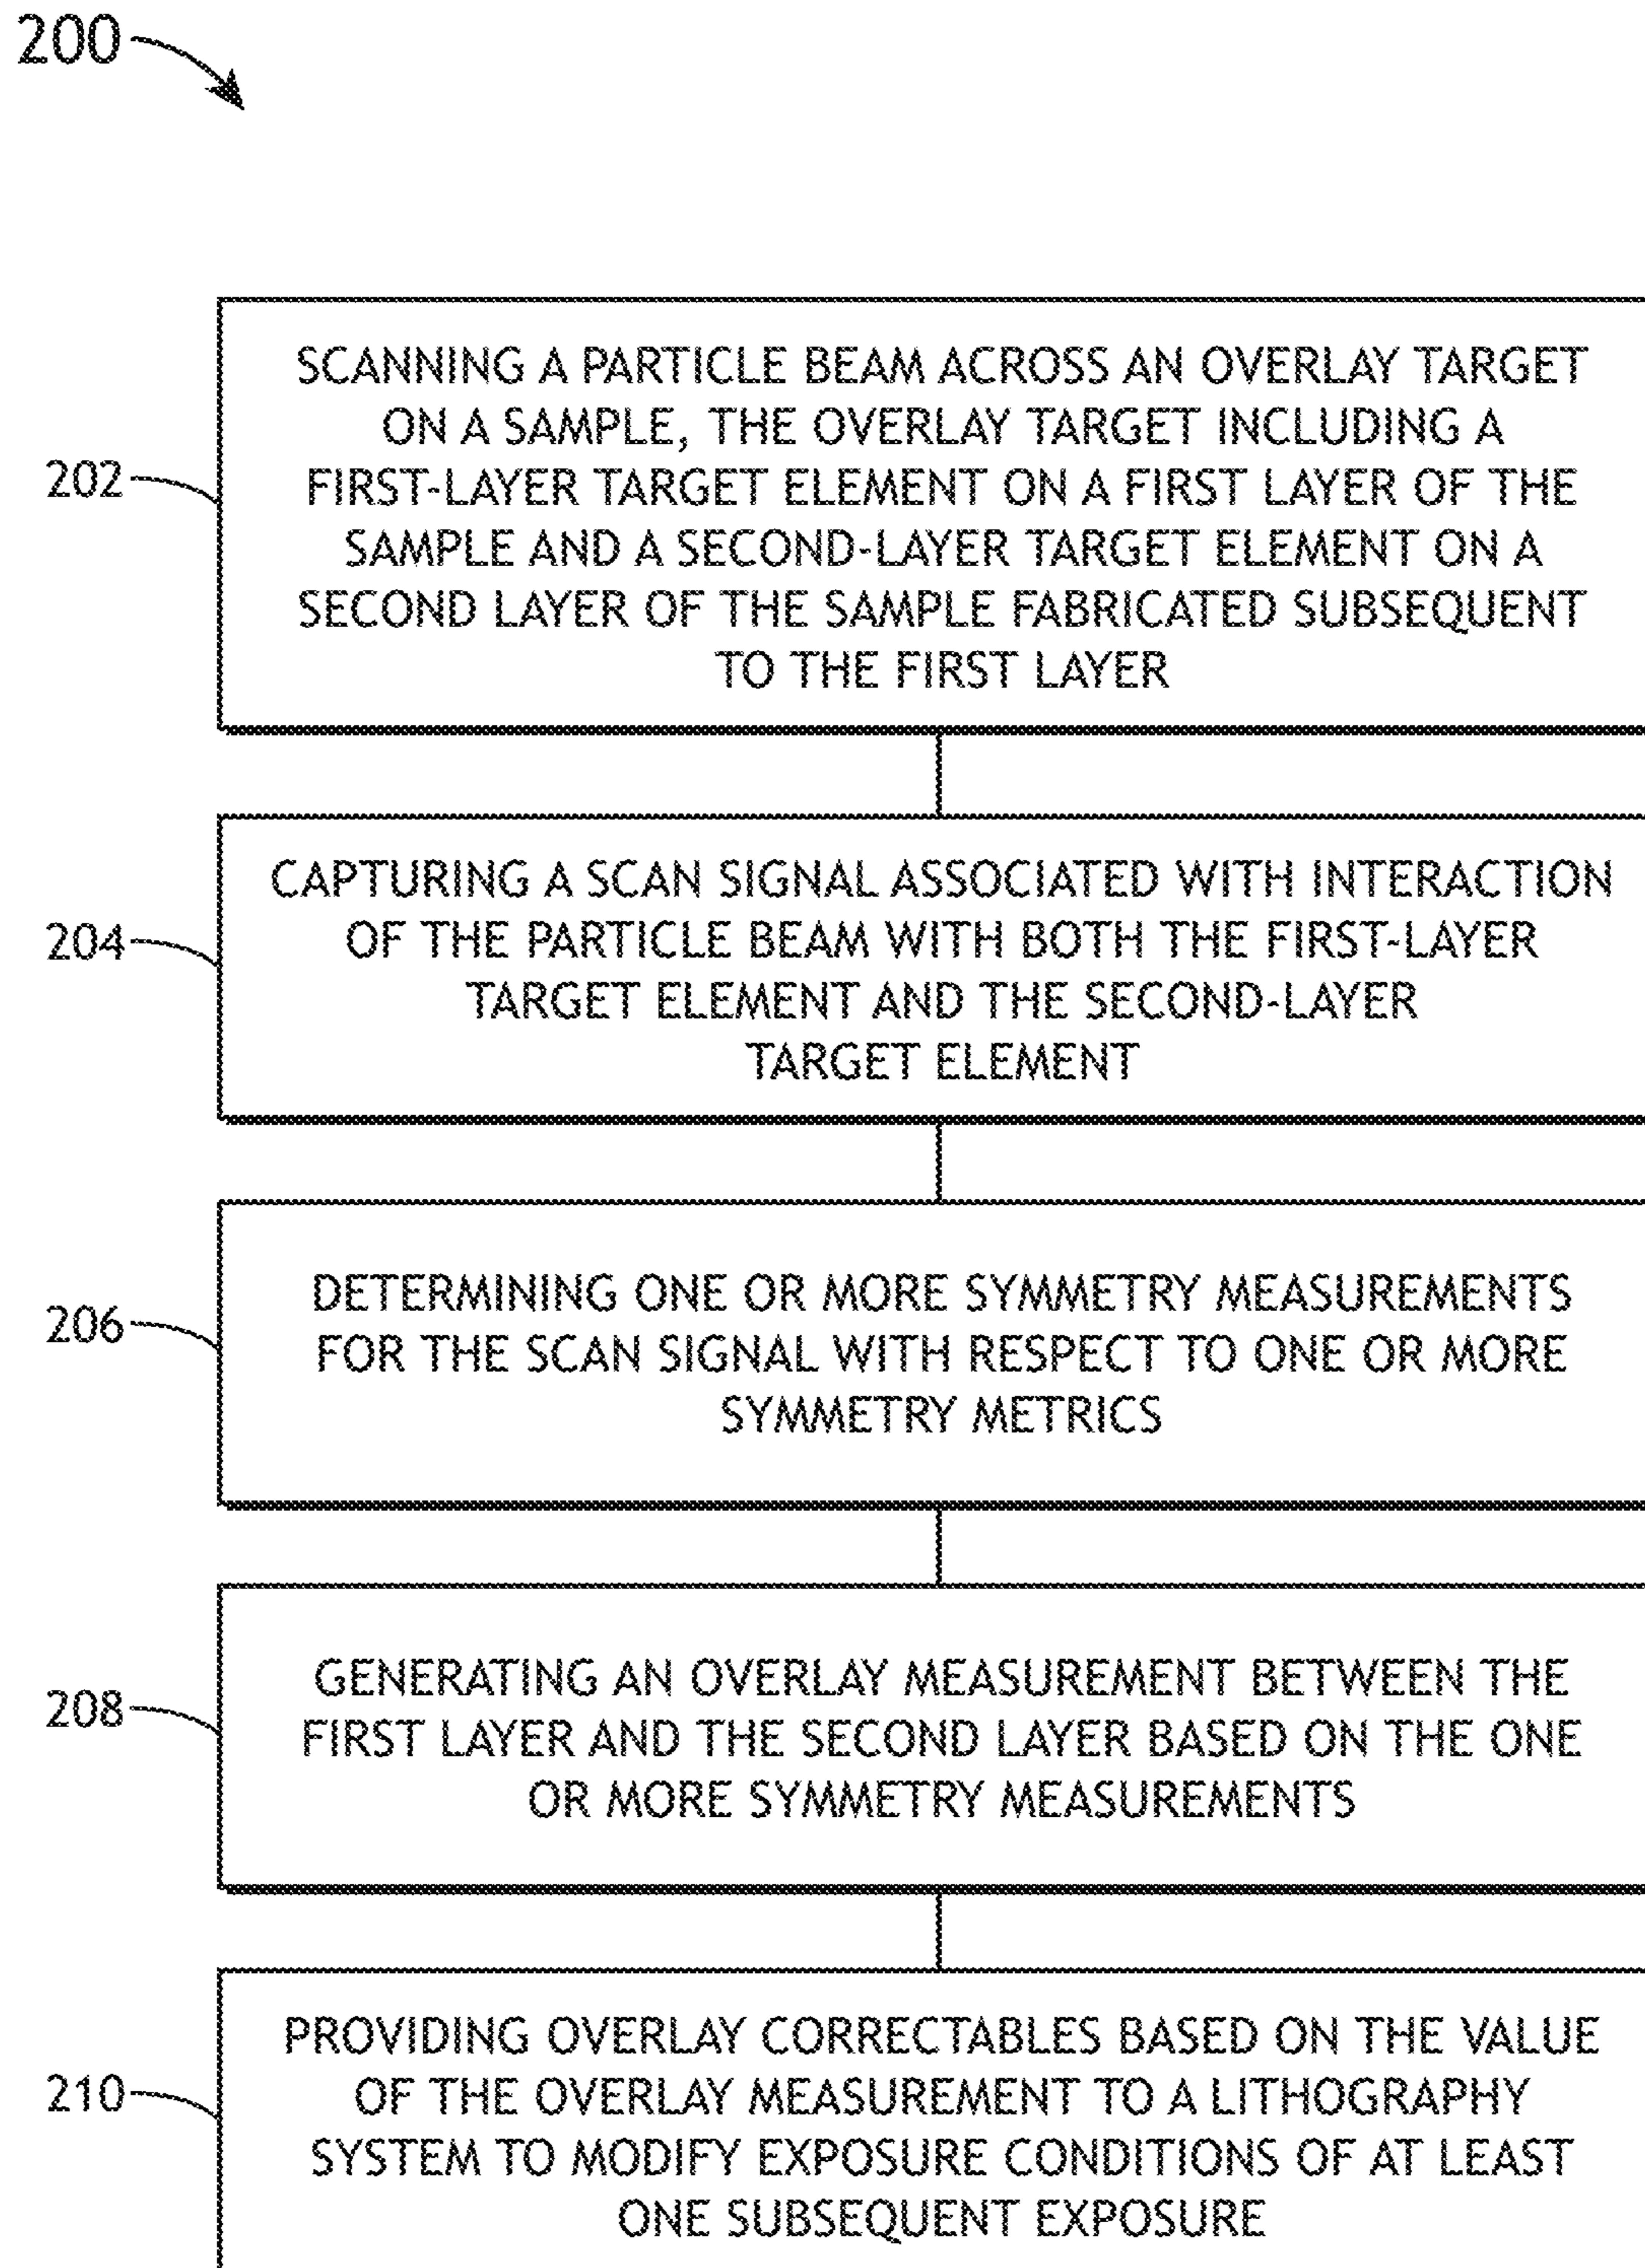 200
202
SCANNING A PARTICLE BEAM ACROSS AN OVERLAY TARGET
ON A SAMPLE, THE OVERLAY TARGET INCLUDING A
FIRST-LAYER TARGET ELEMENT ON A FIRST LAYER OF THE
SAMPLE AND A SECOND-LAYER TARGET ELEMENT ON A
SECOND LAYER OF THE SAMPLE FABRICATED SUBSEQUENT
TO THE FIRST LAYER
204
CAPTURING A SCAN SIGNAL ASSOCIATED WITH INTERACTION
OF THE PARTICLE BEAM WITH BOTH THE FIRST-LAYER
TARGET ELEMENT AND THE SECOND-LAYER
TARGET ELEMENT
206
DETERMINING ONE OR MORE SYMMETRY MEASUREMENTS
FOR THE SCAN SIGNAL WITH RESPECT TO ONE OR MORE
SYMMETRY METRICS
208
GENERATING AN OVERLAY MEASUREMENT BETWEEN THE
FIRST LAYER AND THE SECOND LAYER BASED ON THE ONE
OR MORE SYMMETRY MEASUREMENTS
210
PROVIDING OVERLAY CORRECTABLES BASED ON THE VALUE
OF THE OVERLAY MEASUREMENT TO A LITHOGRAPHY
SYSTEM TO MODIFY EXPOSURE CONDITIONS OF AT LEAST
ONE SUBSEQUENT EXPOSURE